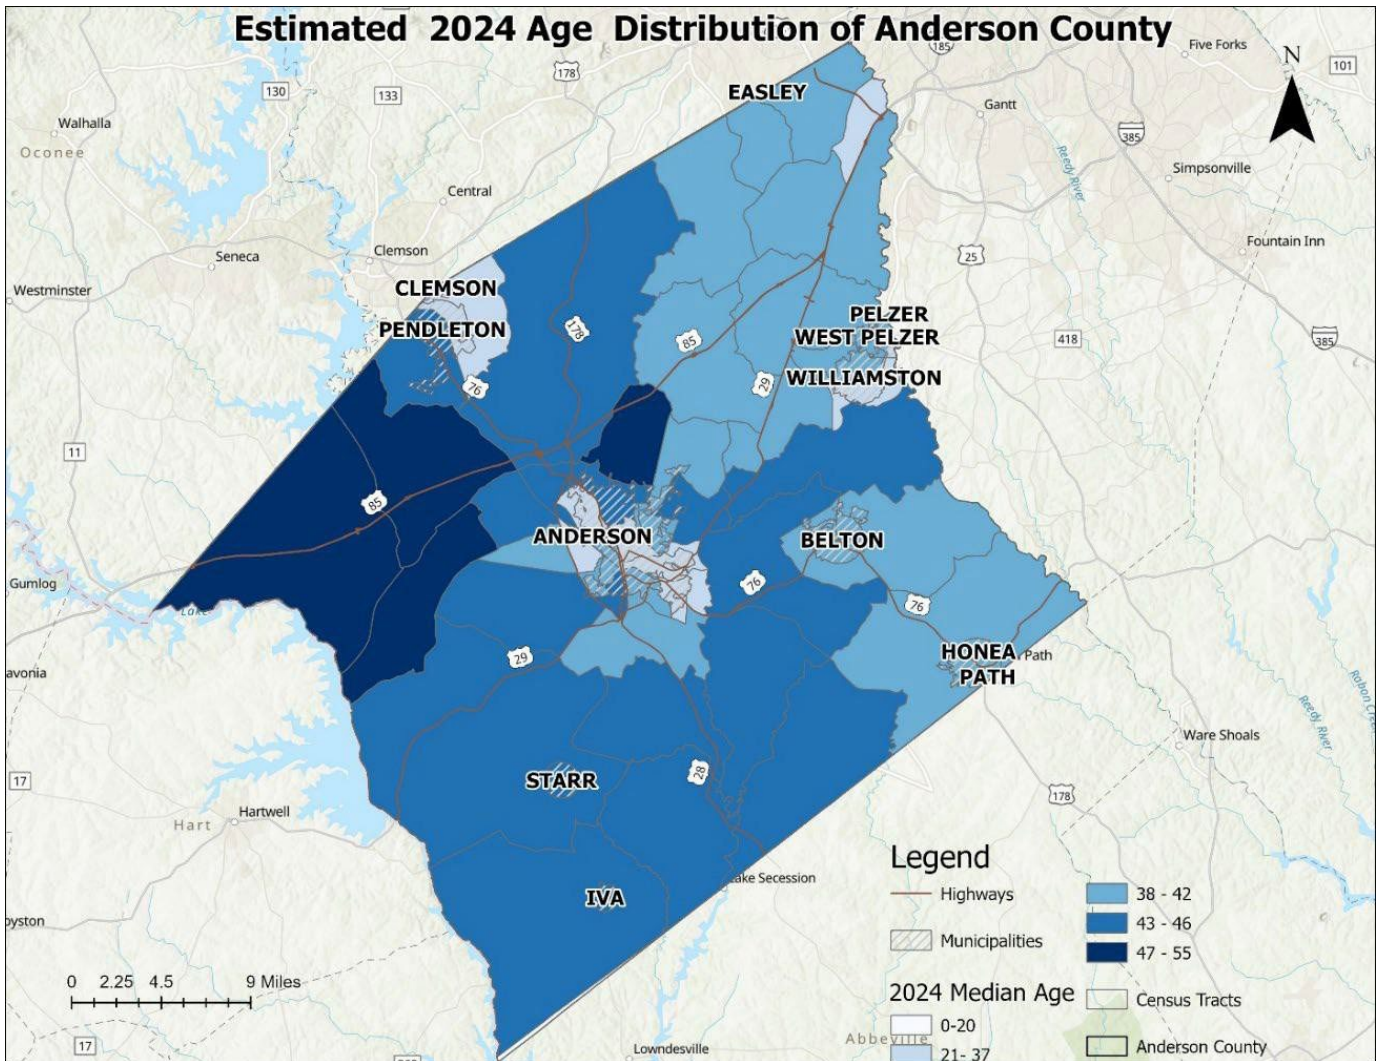 Estimated 2024 Age Distribution of Anderson County
N
185
Five Forks
101
178
EASLEY
130
133
Gantt
Walhalla
Oconee
385
Reedy River
Simpsonville
Central
Fountain Inn
Clemson
Seneca
25
Westminster
CLEMSON
PENDLETON
178
85
PELZER
WEST PELZER
418
385
76
29
WILLIAMSTON
11
85
ANDERSON
BELTON
Gumlog
Lake
76
76
29
HONEA
PATH
Path
avonia
Reedy River
Ware Shoals
STARR
28
17
178
Hartwell
Hart
Legend
Highways
Municipalities
2024 Median Age
0-20
21- 37
38 - 42
43 - 46
47 - 55
Census Tracts
Anderson County
IVA
Lake Secession
oyston
0 2.25 4.5 9 Miles
17
Lowndesville
Abbeville